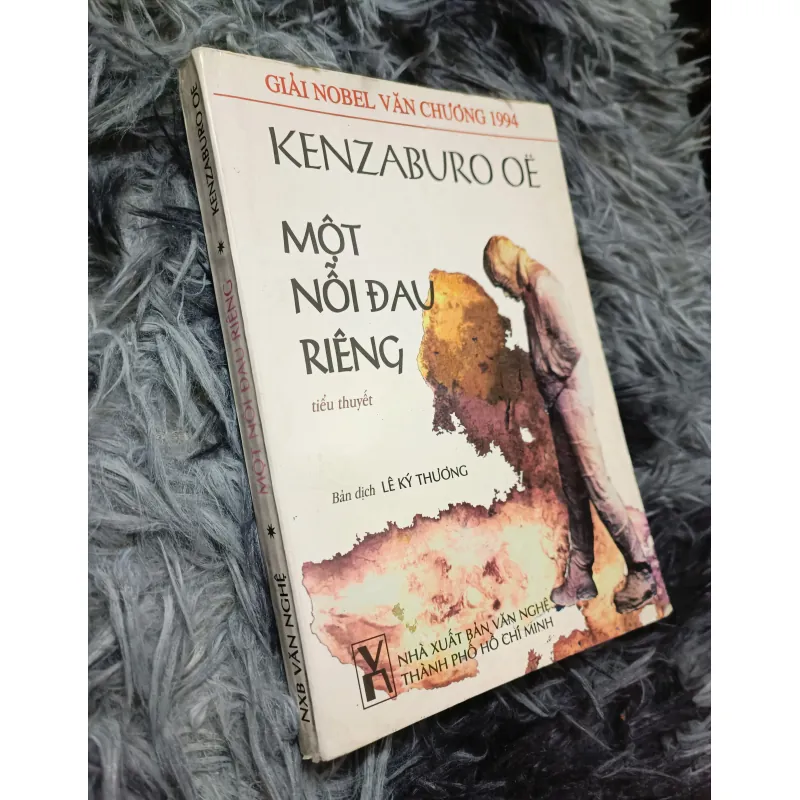 GIẢI NOBEL VĂN CHƯƠNG 1994
KENZABURO OË
MỘT
NỖI ĐAU
RIÊNG
tiểu thuyết
Bản dịch LÊ KÝ THƯƠNG
VN
NHÀ XUẤT BẢN VĂN NGHỆ
THÀNH PHỐ HỒ CHÍ MINH
KENZABURO OË * MỘT NỖI ĐAU RIÊNG * NXB VĂN NGHỆ